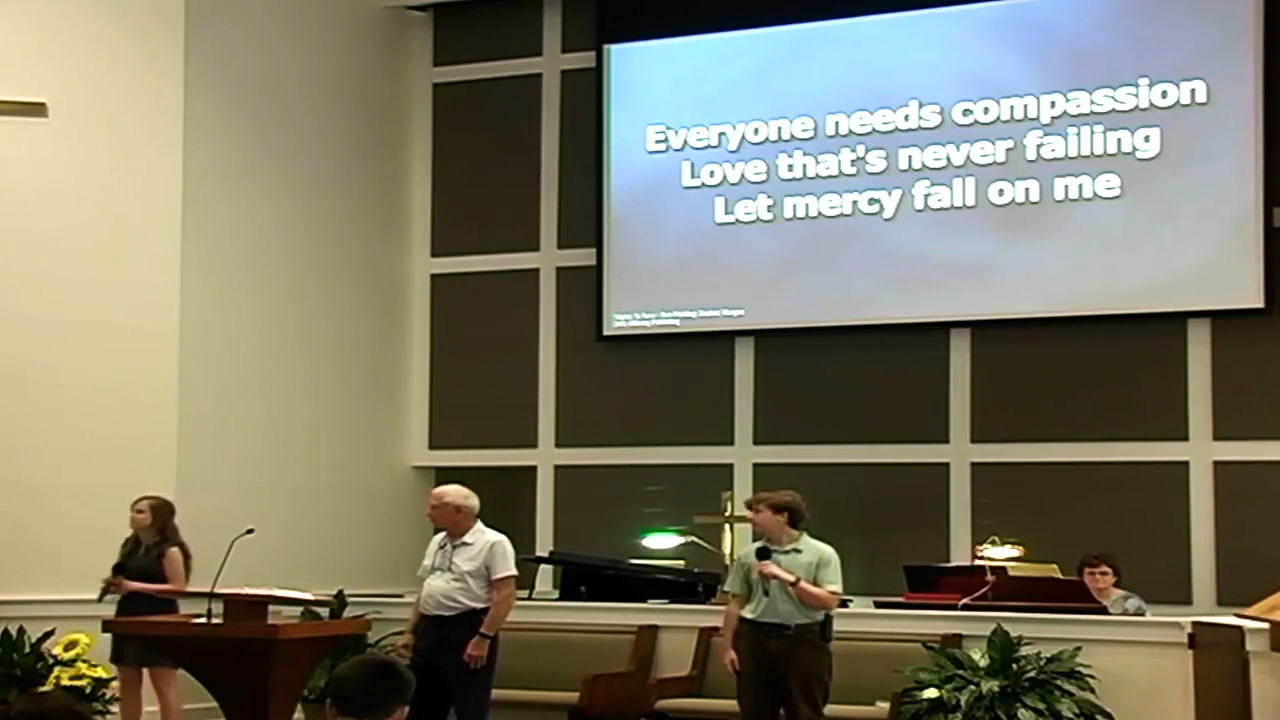 Everyone needs compassion
Love that's never failing
Let mercy fall on me